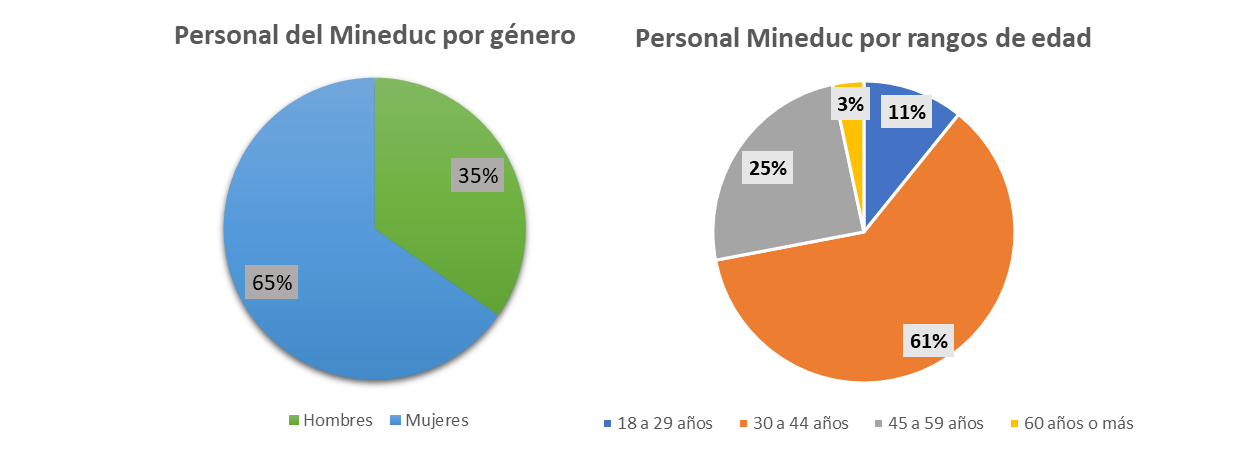 Personal del Mineduc por género
35%
65%
Hombres
Mujeres
Personal Mineduc por rangos de edad
3%
11%
25%
61%
18 a 29 años
30 a 44 años
45 a 59 años
60 años o más